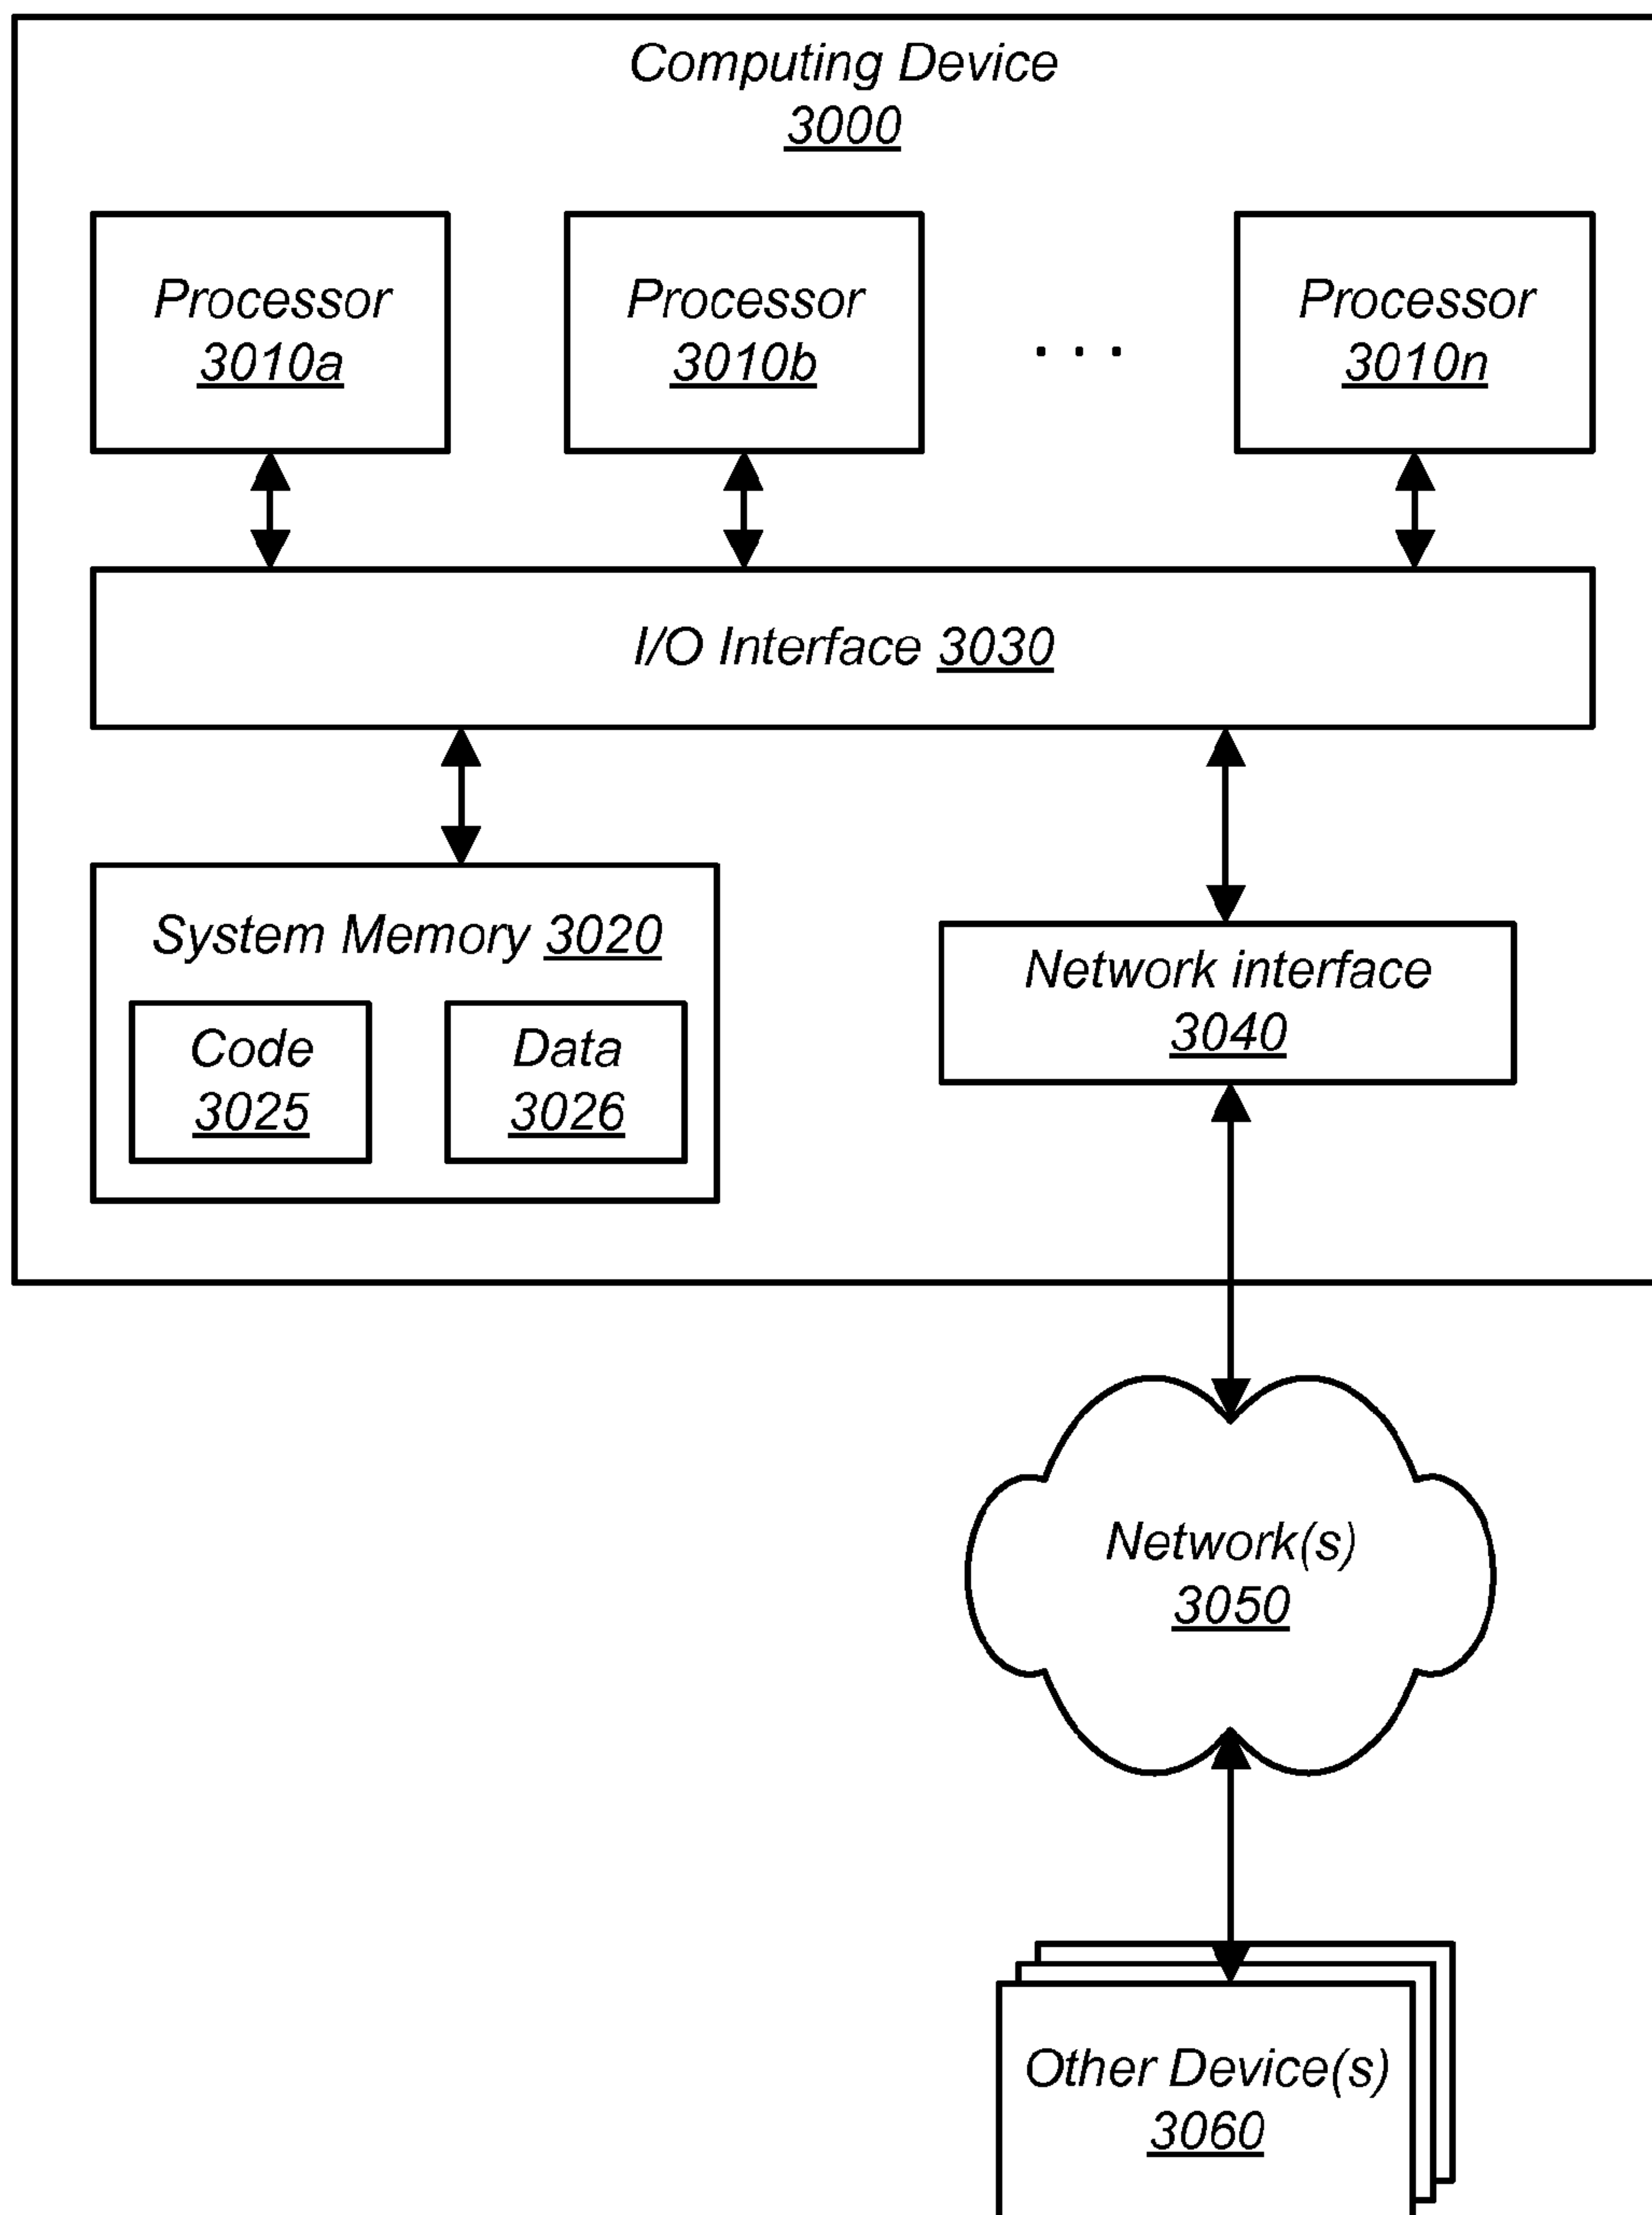 Computing Device
3000
Processor
3010a
Processor
3010b
. . .
Processor
3010n
I/O Interface 3030
System Memory 3020
Code
3025
Data
3026
Network interface
3040
Network(s)
3050
Other Device(s)
3060